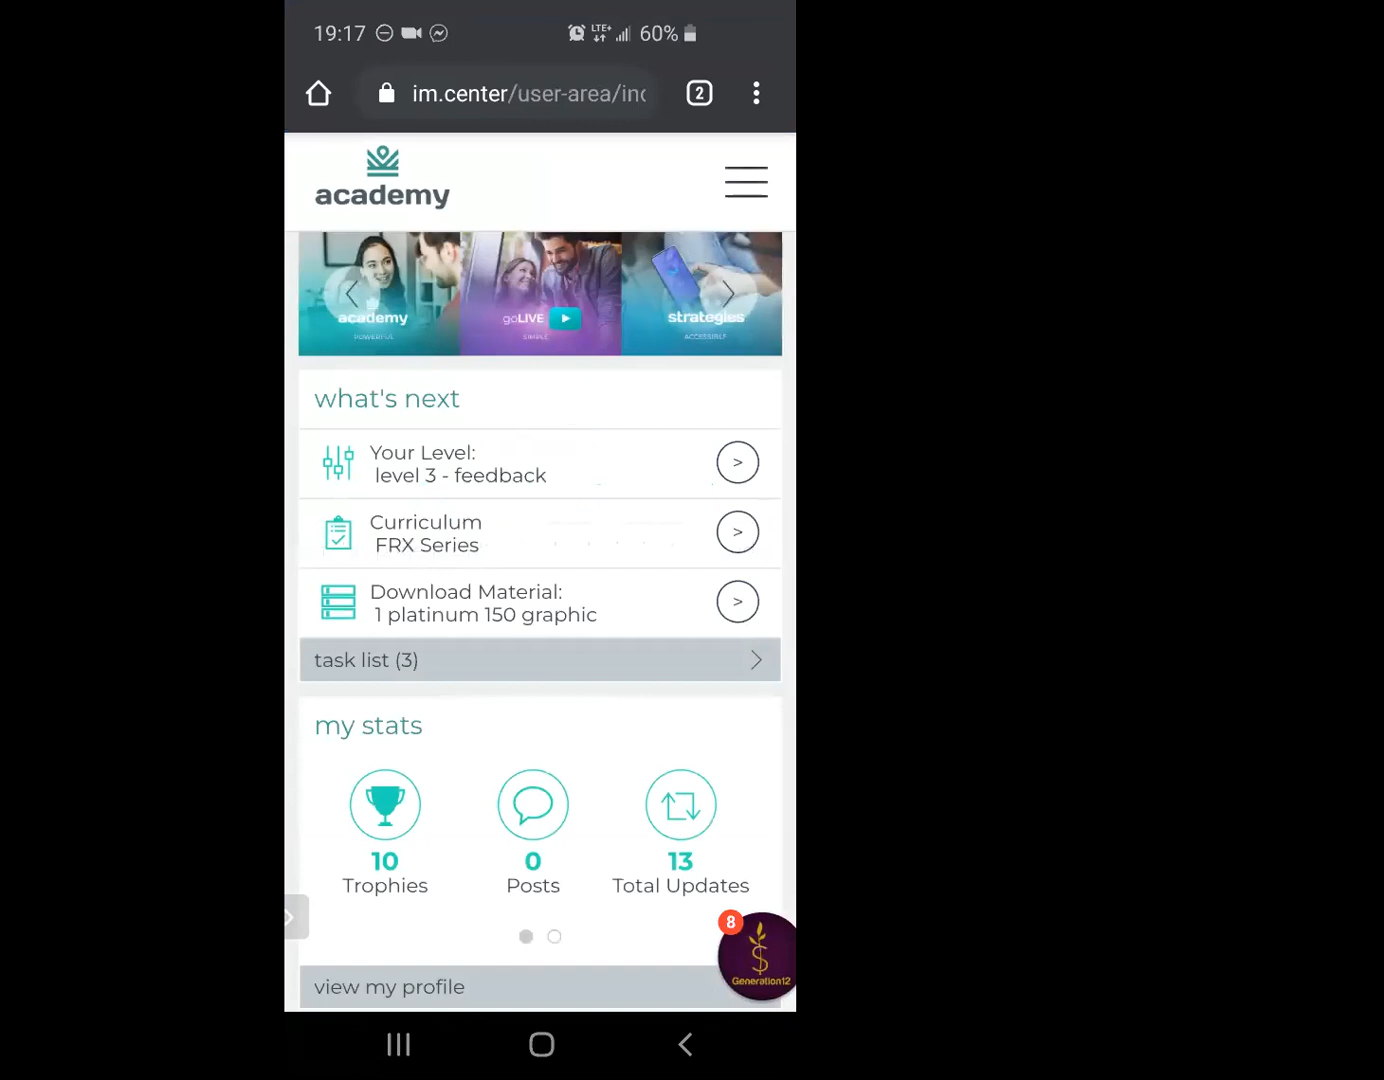 19:17
LTE+
60%
im.center/user-area/inc
2
academy
academy
POWERFUL
goLIVE
SIMPLE
strategies
ACCESSIBLE
what's next
Your Level:
level 3 - feedback
>
Curriculum
FRX Series
>
Download Material:
1 platinum 150 graphic
>
task list (3)
my stats
10
Trophies
0
Posts
13
Total Updates
8
Generation12
view my profile